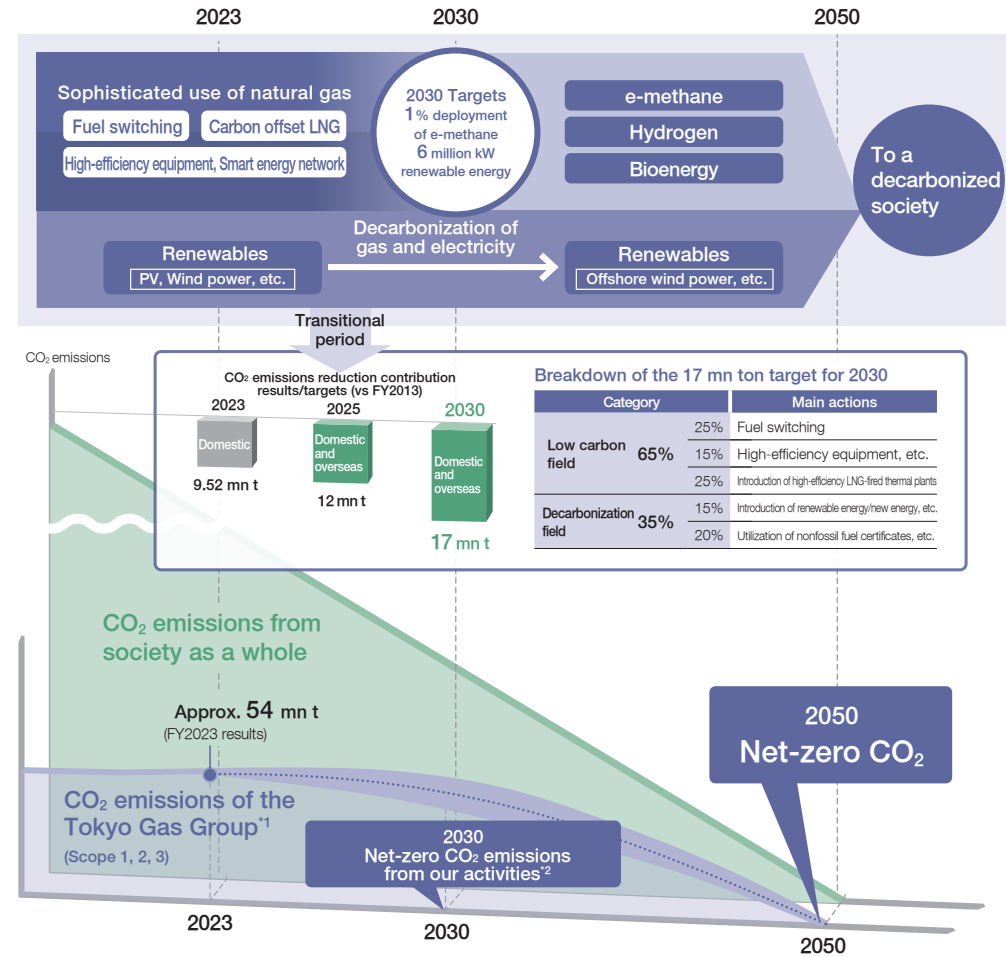 2023
2030
2050
Sophisticated use of natural gas
Fuel switching
Carbon offset LNG
High-efficiency equipment, Smart energy network
2030 Targets
1% deployment
of e-methane
6 million kW
renewable energy
e-methane
Hydrogen
Bioenergy
To a
decarbonized
society
Decarbonization of
gas and electricity
Renewables
PV, Wind power, etc.
Renewables
Offshore wind power, etc.
Transitional
period
CO₂ emissions
CO₂ emissions reduction contribution
results/targets (vs FY2013)
2023
Domestic
9.52 mn t
2025
Domestic
and
overseas
12 mn t
2030
Domestic
and
overseas
17 mn t
Breakdown of the 17 mn ton target for 2030
Category Main actions
Low carbon
field
65%
25% Fuel switching
15% High-efficiency equipment, etc.
25% Introduction of high-efficiency LNG-fired thermal plants
Decarbonization
field
35%
15% Introduction of renewable energy/new energy, etc.
20% Utilization of nonfossil fuel certificates, etc.
CO₂ emissions from
society as a whole
Approx. 54 mn t
(FY2023 results)
CO₂ emissions of the
Tokyo Gas Group*1
(Scope 1, 2, 3)
2030
Net-zero CO₂ emissions
from our activities*2
2050
Net-zero CO₂
2023
2030
2050